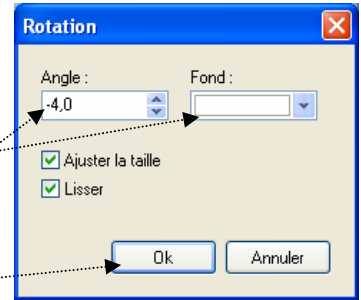 Rotation
Angle : Fond :
-4,0
Ajuster la taille
Lisser
Ok Annuler